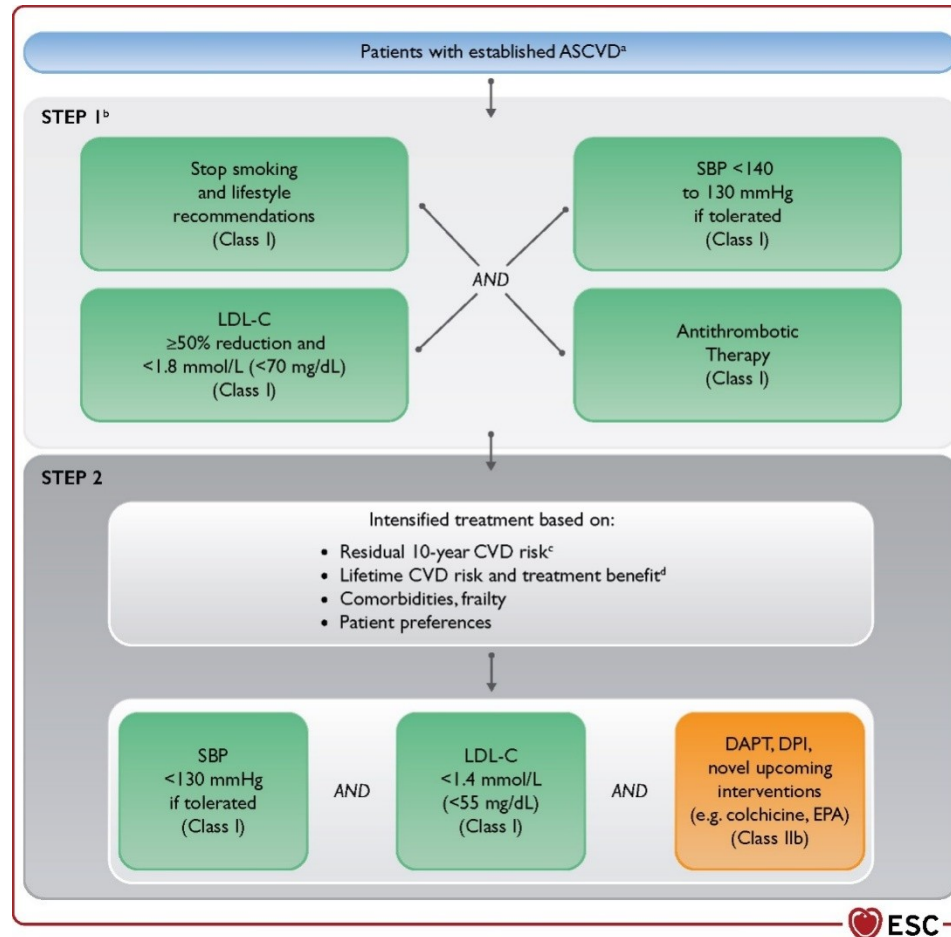 Patients with established ASCVDᵃ
STEP 1ᵇ
Stop smoking
and lifestyle
recommendations
(Class I)
SBP <140
to 130 mmHg
if tolerated
(Class I)
AND
LDL-C
≥50% reduction and
<1.8 mmol/L (<70 mg/dL)
(Class I)
Antithrombotic
Therapy
(Class I)
STEP 2
Intensified treatment based on:
• Residual 10-year CVD riskᶜ
• Lifetime CVD risk and treatment benefitᵈ
• Comorbidities, frailty
• Patient preferences
SBP
<130 mmHg
if tolerated
(Class I)
AND
LDL-C
<1.4 mmol/L
(<55 mg/dL)
(Class I)
AND
DAPT, DPI,
novel upcoming
interventions
(e.g. colchicine, EPA)
(Class IIb)
ESC